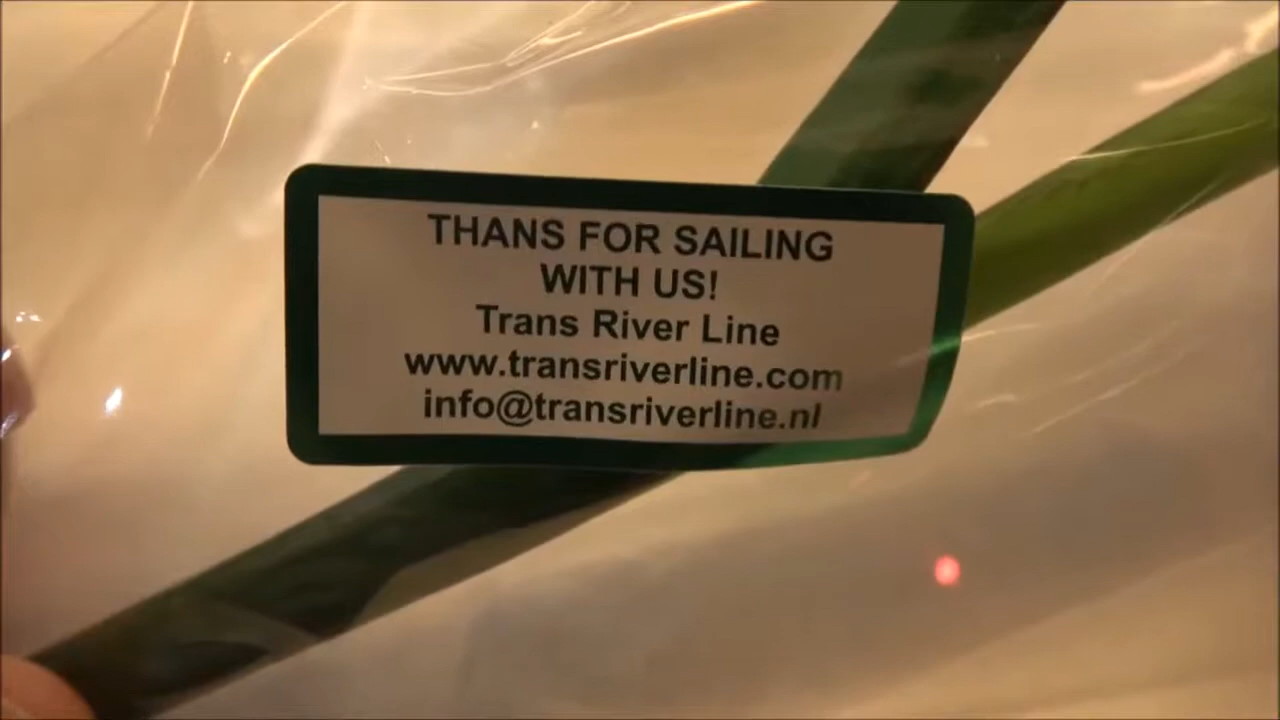 THANS FOR SAILING
WITH US!
Trans River Line
www.transriverline.com
info@transriverline.nl